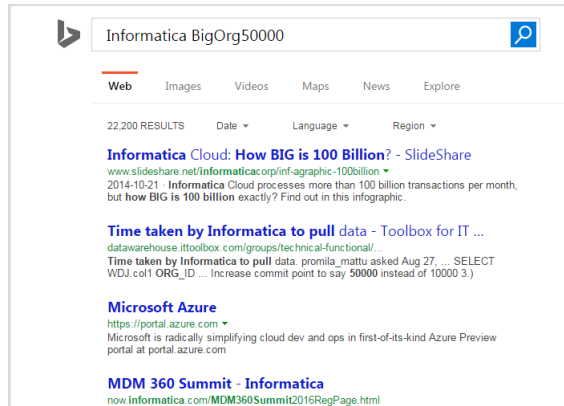 Informatica BigOrg50000
Web Images Videos Maps News Explore
22,200 RESULTS Date Language Region
Informatica Cloud: How BIG is 100 Billion? - SlideShare
www.slideshare.net/informaticacorp/inf-agraphic-100billion
2014-10-21 · Informatica Cloud processes more than 100 billion transactions per month,
but how BIG is 100 billion exactly? Find out in this infographic.
Time taken by Informatica to pull data - Toolbox for IT ...
datawarehouse.ittoolbox.com/groups/technical-functional/...
Time taken by Informatica to pull data. promila_mattu asked Aug 27, ... SELECT
WDJ.col1 ORG_ID ... Increase commit point to say 50000 instead of 10000 3.)
Microsoft Azure
https://portal.azure.com
Microsoft is radically simplifying cloud dev and ops in first-of-its-kind Azure Preview
portal at portal.azure.com
MDM 360 Summit - Informatica
now.informatica.com/MDM360Summit2016RegPage.html